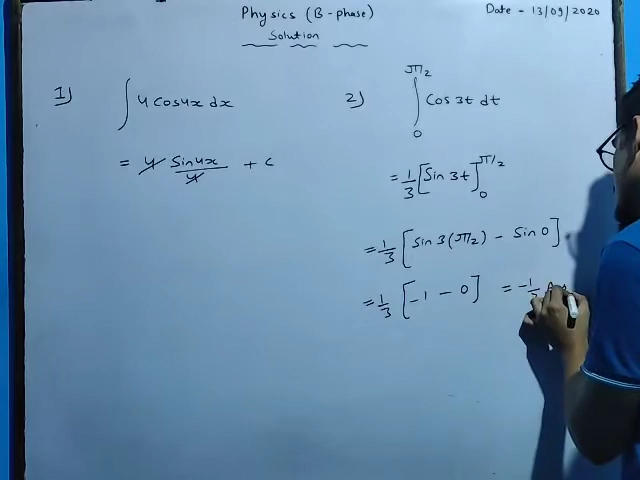 Physics (B-phase)
Date - 13/09/2020
Solution
1) ∫ 4 cos4x dx
= 4 sin4x/4 + c
2) ∫₀^π/2 cos 3t dt
= 1/3 [sin 3t]₀^π/2
= 1/3 [sin 3(π/2) - sin 0]
= 1/3 [-1 - 0] = -1/3